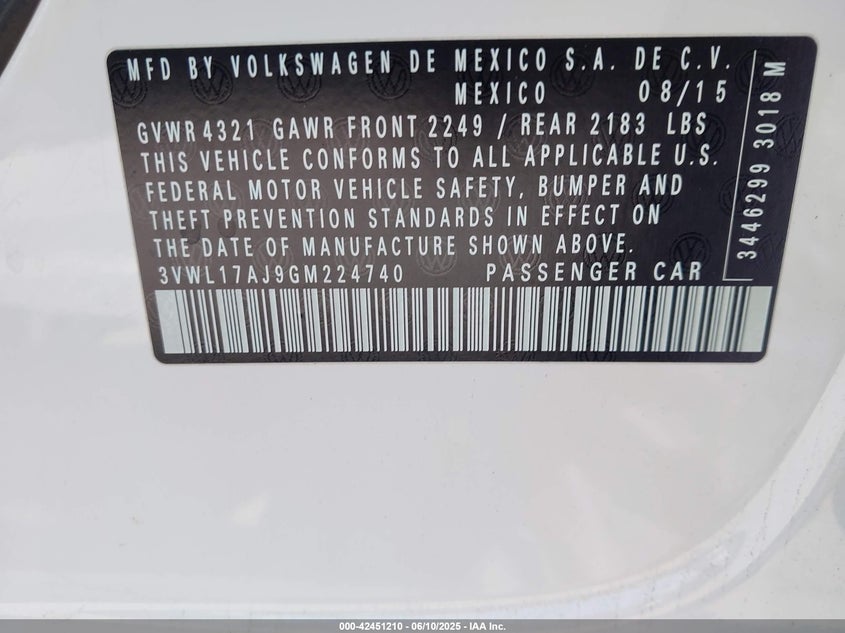 MFD BY VOLKSWAGEN DE MEXICO S.A. DE C.V.
MEXICO 08/15
GVWR 4321 GAWR FRONT 2249 / REAR 2183 LBS
THIS VEHICLE CONFORMS TO ALL APPLICABLE U.S.
FEDERAL MOTOR VEHICLE SAFETY, BUMPER AND
THEFT PREVENTION STANDARDS IN EFFECT ON
THE DATE OF MANUFACTURE SHOWN ABOVE.
3VWL17AJ9GM224740 PASSENGER CAR
3446299 3018 M
000-42451210 - 06/10/2025 - IAA Inc.